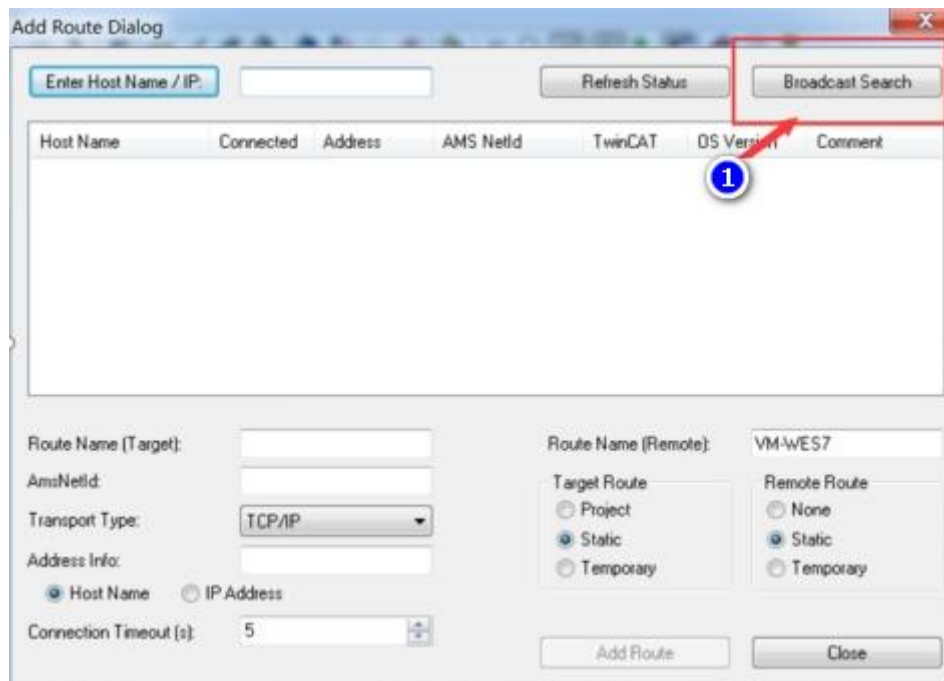 Add Route Dialog
Enter Host Name / IP:
Refresh Status
Broadcast Search
Host Name Connected Address AMS NetId TwinCAT OS Version Comment
1
Route Name (Target):
Route Name (Remote): VM-WES7
AmsNetId:
Target Route
Remote Route
Transport Type: TCP/IP
Project
None
Static
Static
Address Info:
Temporary
Temporary
Host Name IP Address
Connection Timeout (s): 5
Add Route
Close